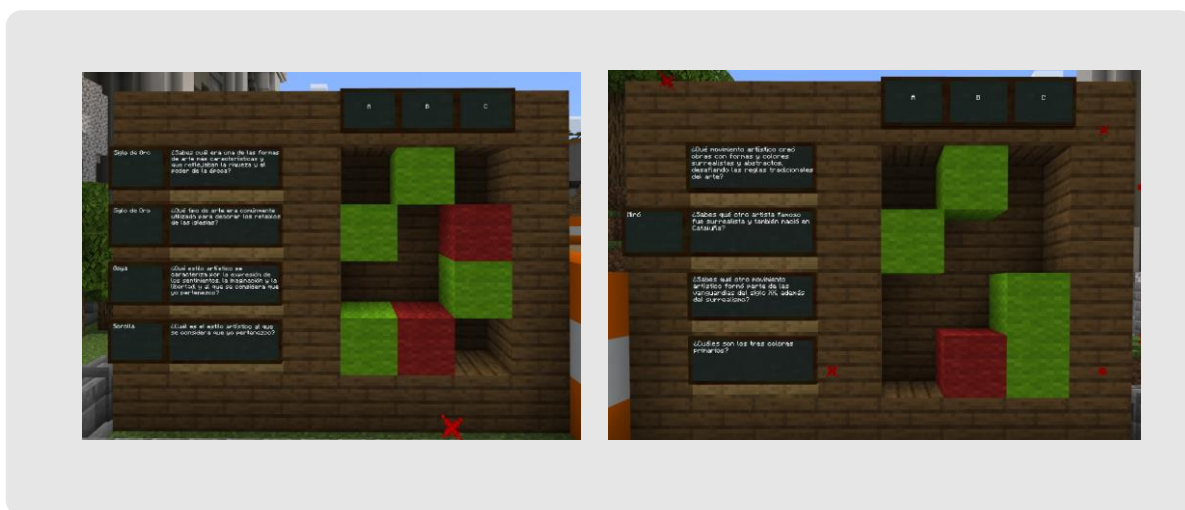 A B C
Siglo de Oro
¿Sabes cuál era una de las formas
de arte más características y
que reflejaban la riqueza y el
poder de la época?
Siglo de Oro
¿Qué tipo de arte era comúnmente
utilizado para decorar los retablos
de las iglesias?
Goya
¿Qué estilo artístico se
caracteriza por la expresión de
los sentimientos, la imaginación y la
libertad, y al que se considera que
yo pertenezco?
Sorolla
¿Cuál es el estilo artístico al que
se considera que yo pertenezco?
A B C
¿Qué movimiento artístico creó
obras con formas y colores
surrealistas y abstractos,
desafiando las reglas tradicionales
del arte?
Miró
¿Sabes qué otro artista famoso
fue surrealista y también nació en
Cataluña?
¿Sabes qué otro movimiento
artístico formó parte de las
vanguardias del siglo XX, además
del surrealismo?
¿Cuáles son los tres colores
primarios?